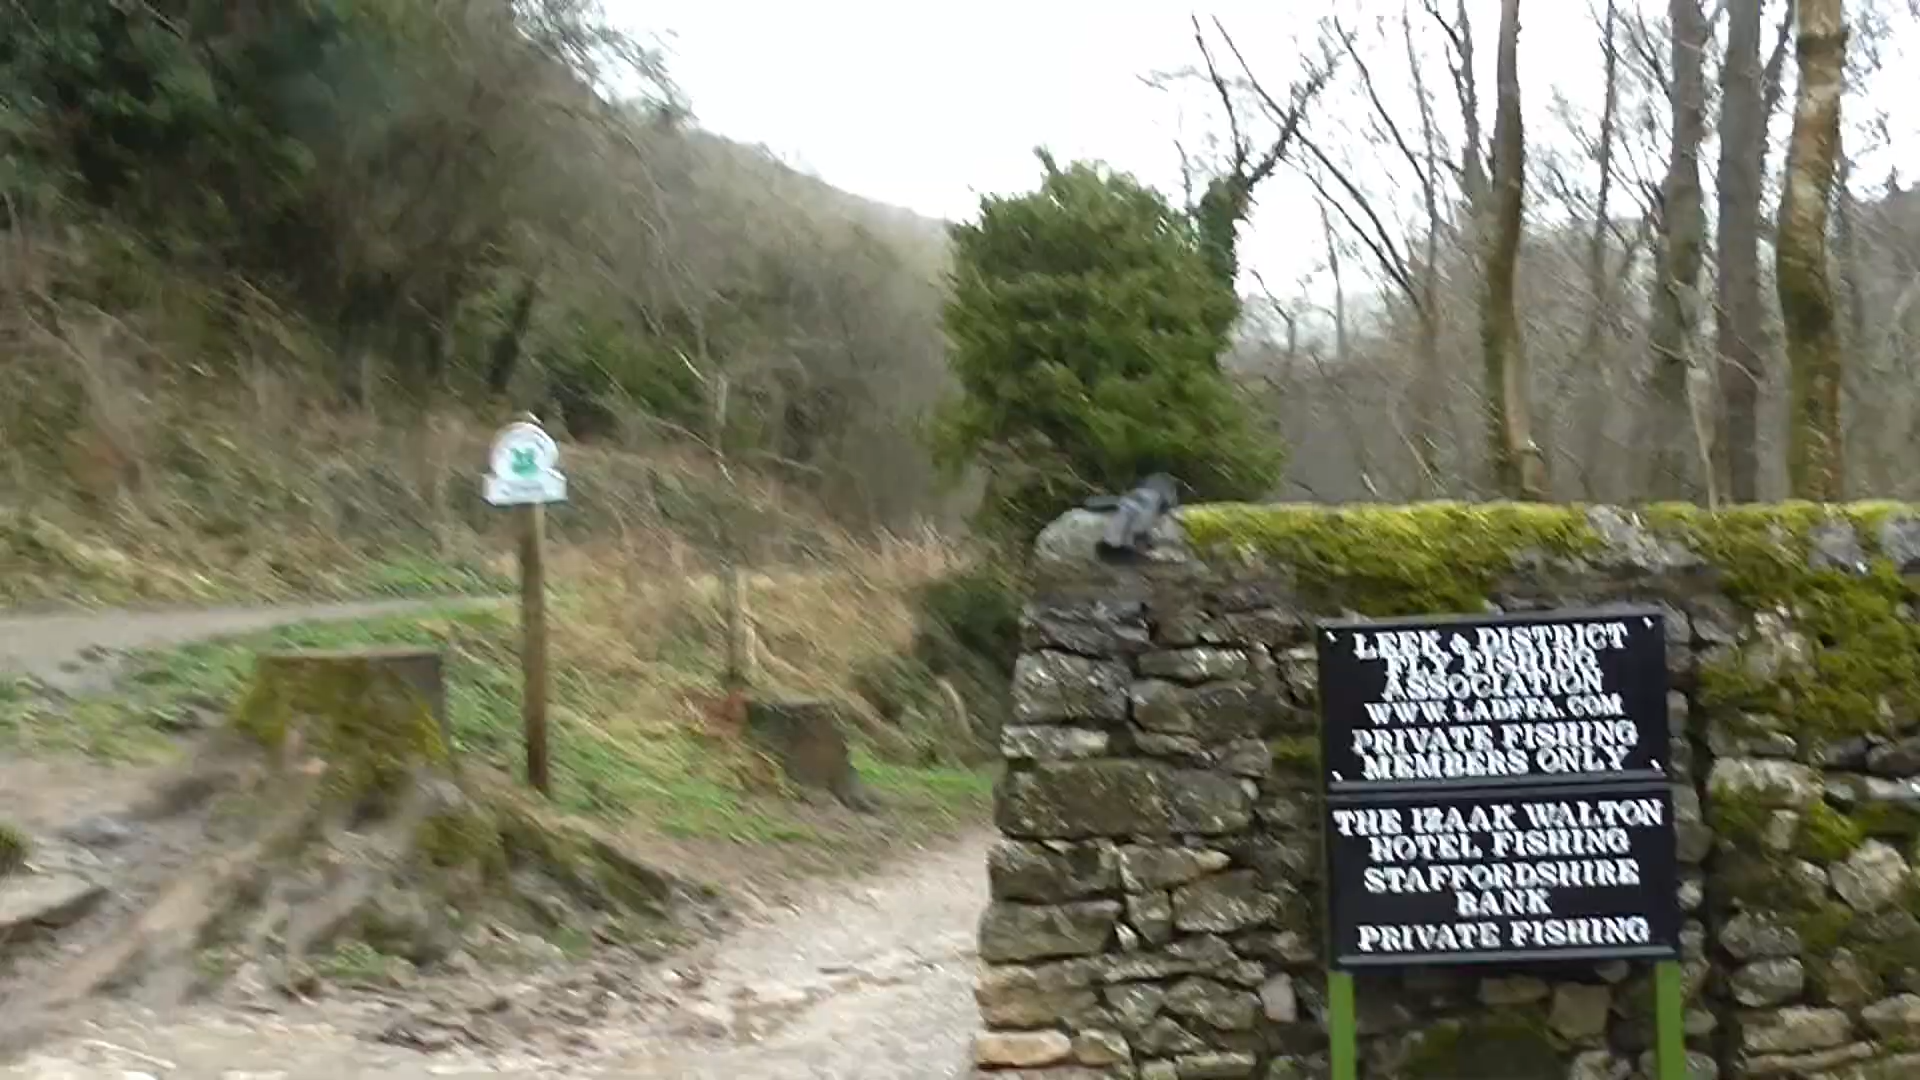 LEEK & DISTRICT
FLY FISHING
ASSOCIATION
WWW.LADFFA.COM
PRIVATE FISHING
MEMBERS ONLY
THE IZAAK WALTON
HOTEL FISHING
STAFFORDSHIRE
BANK
PRIVATE FISHING